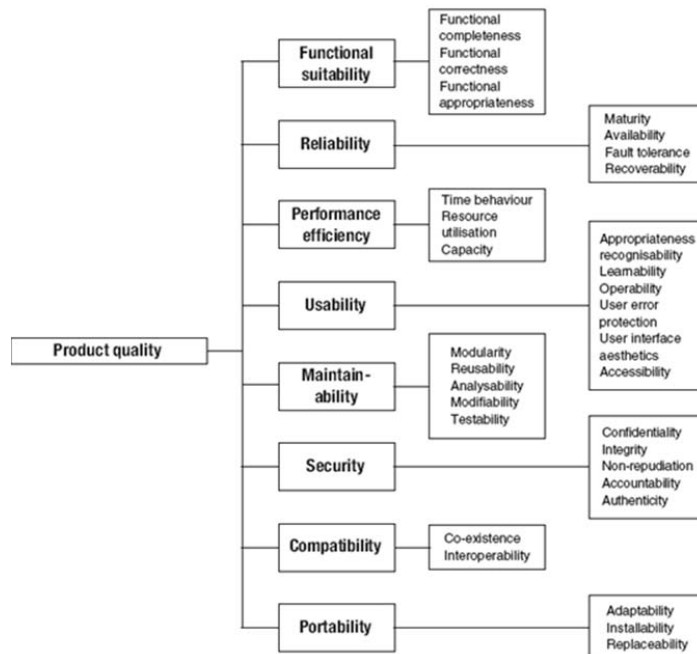 Functional
suitability
Functional
completeness
Functional
correctness
Functional
appropriateness
Reliability
Maturity
Availability
Fault tolerance
Recoverability
Performance
efficiency
Time behaviour
Resource
utilisation
Capacity
Usability
Appropriateness
recognisability
Learnability
Operability
User error
protection
User interface
aesthetics
Accessibility
Product quality
Maintain-
ability
Modularity
Reusability
Analysability
Modifiability
Testability
Security
Confidentiality
Integrity
Non-repudiation
Accountability
Authenticity
Compatibility
Co-existence
Interoperability
Portability
Adaptability
Installability
Replaceability